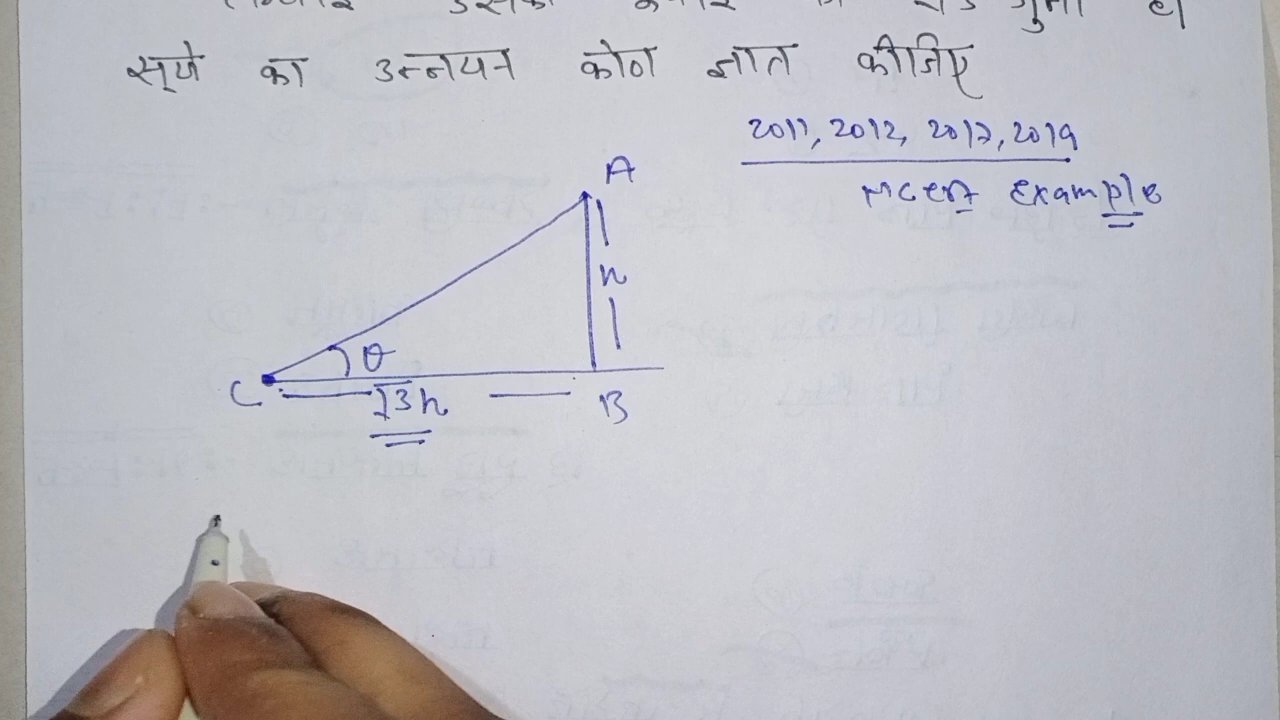 सूर्य का उन्नयन कोण ज्ञात कीजिए
2011, 2012, 2017, 2019
NCERT Example
A
h
θ
C
√3h
B